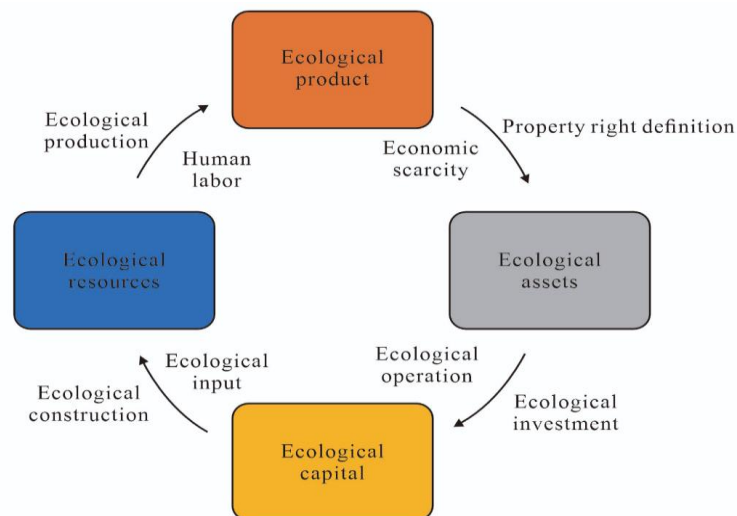 Ecological
product
Ecological
production
Human
labor
Economic
scarcity
Property right definition
Ecological
resources
Ecological
assets
Ecological
input
Ecological
construction
Ecological
operation
Ecological
investment
Ecological
capital